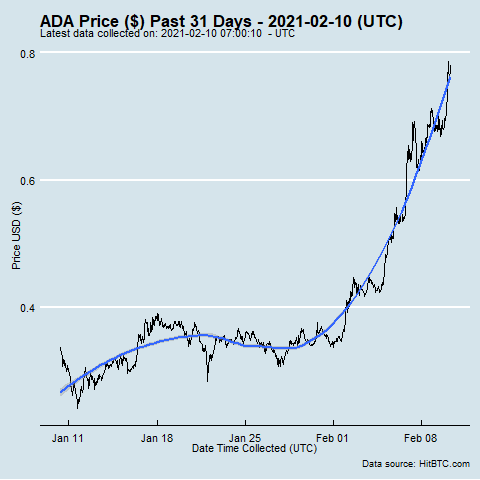 ADA Price ($) Past 31 Days - 2021-02-10 (UTC)
Latest data collected on: 2021-02-10 07:00:10  - UTC
0.8
0.6
0.4
Price USD ($)
Jan 11 Jan 18 Jan 25 Feb 01 Feb 08
Date Time Collected (UTC)
Data source: HitBTC.com